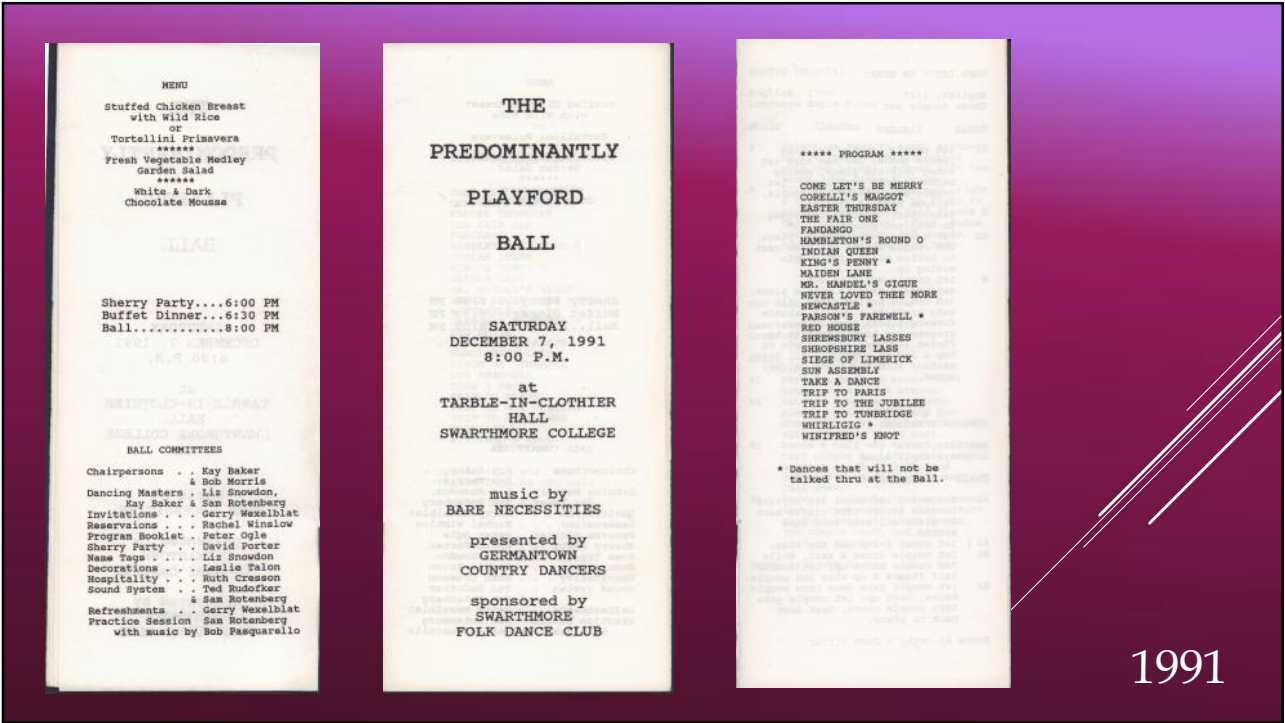 MENU
Stuffed Chicken Breast
with Wild Rice
or
Tortellini Primavera
******
Fresh Vegetable Medley
Garden Salad
******
White & Dark
Chocolate Mousse
Sherry Party....6:00 PM
Buffet Dinner...6:30 PM
Ball............8:00 PM
BALL COMMITTEES
Chairpersons . . Kay Baker
& Bob Morris
Dancing Masters . Liz Snowdon,
Kay Baker & Sam Rotenberg
Invitations . . . Gerry Wexelblat
Reservaions . . . Rachel Winslow
Program Booklet . Peter Ogle
Sherry Party . . David Porter
Name Tags . . . . Liz Snowdon
Decorations . . . Leslie Talon
Hospitality . . . Ruth Cresson
Sound System . . Ted Rudofker
& Sam Rotenberg
Refreshments . . Gerry Wexelblat
Practice Session Sam Rotenberg
with music by Bob Pasquarello
THE
PREDOMINANTLY
PLAYFORD
BALL
SATURDAY
DECEMBER 7, 1991
8:00 P.M.
at
TARBLE-IN-CLOTHIER
HALL
SWARTHMORE COLLEGE
music by
BARE NECESSITIES
presented by
GERMANTOWN
COUNTRY DANCERS
sponsored by
SWARTHMORE
FOLK DANCE CLUB
***** PROGRAM *****
COME LET'S BE MERRY
CORELLI'S MAGGOT
EASTER THURSDAY
THE FAIR ONE
FANDANGO
HAMBLETON'S ROUND O
INDIAN QUEEN
KING'S PENNY *
MAIDEN LANE
MR. HANDEL'S GIGUE
NEVER LOVED THEE MORE
NEWCASTLE *
PARSON'S FAREWELL *
RED HOUSE
SHREWSBURY LASSES
SHROPSHIRE LASS
SIEGE OF LIMERICK
SUN ASSEMBLY
TAKE A DANCE
TRIP TO PARIS
TRIP TO THE JUBILEE
TRIP TO TUNBRIDGE
WHIRLIGIG *
WINIFRED'S KNOT
* Dances that will not be
talked thru at the Ball.
1991